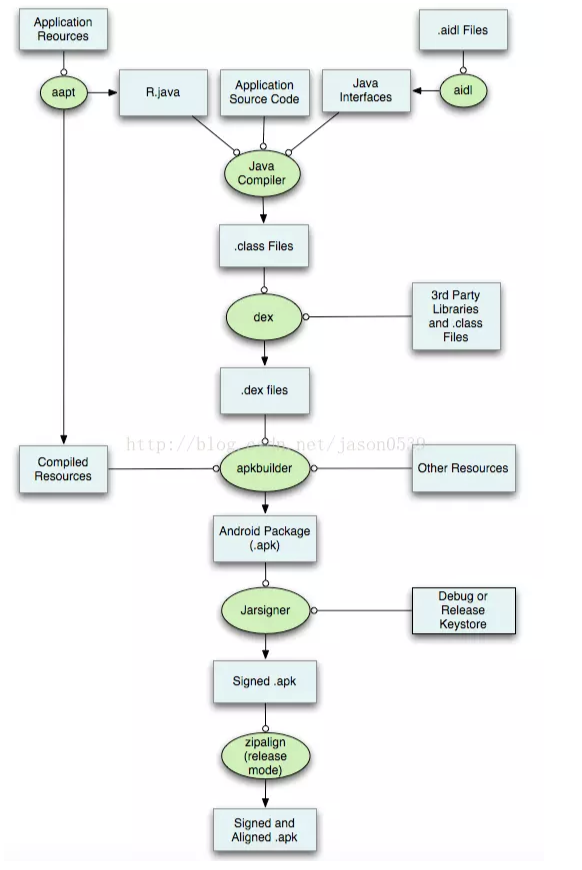 Application
Reources
.aidl Files
aapt
R.java
Application
Source Code
Java
Interfaces
aidl
Java
Compiler
.class Files
dex
3rd Party
Libraries
and .class
Files
.dex files
http://blog.csdn.net/jason0539
Compiled
Resources
apkbuilder
Other Resources
Android Package
(.apk)
Jarsigner
Debug or
Release
Keystore
Signed .apk
zipalign
(release
mode)
Signed and
Aligned .apk